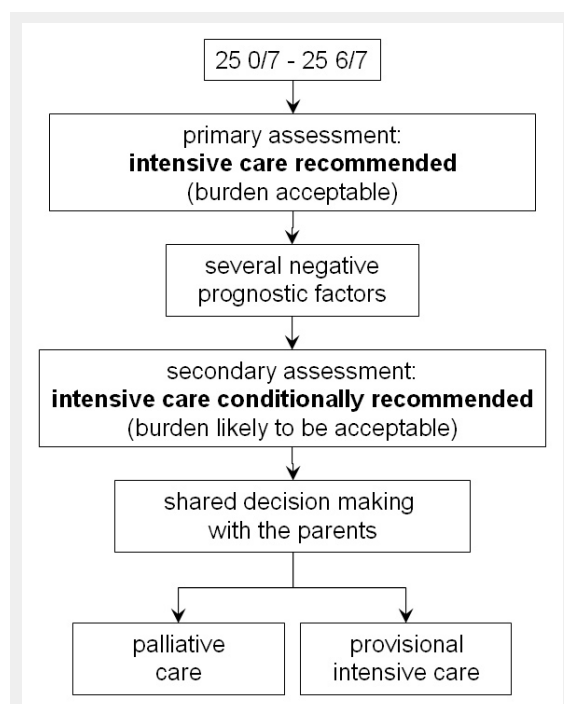 25 0/7 - 25 6/7
primary assessment:
intensive care recommended
(burden acceptable)
several negative
prognostic factors
secondary assessment:
intensive care conditionally recommended
(burden likely to be acceptable)
shared decision making
with the parents
palliative
care
provisional
intensive care